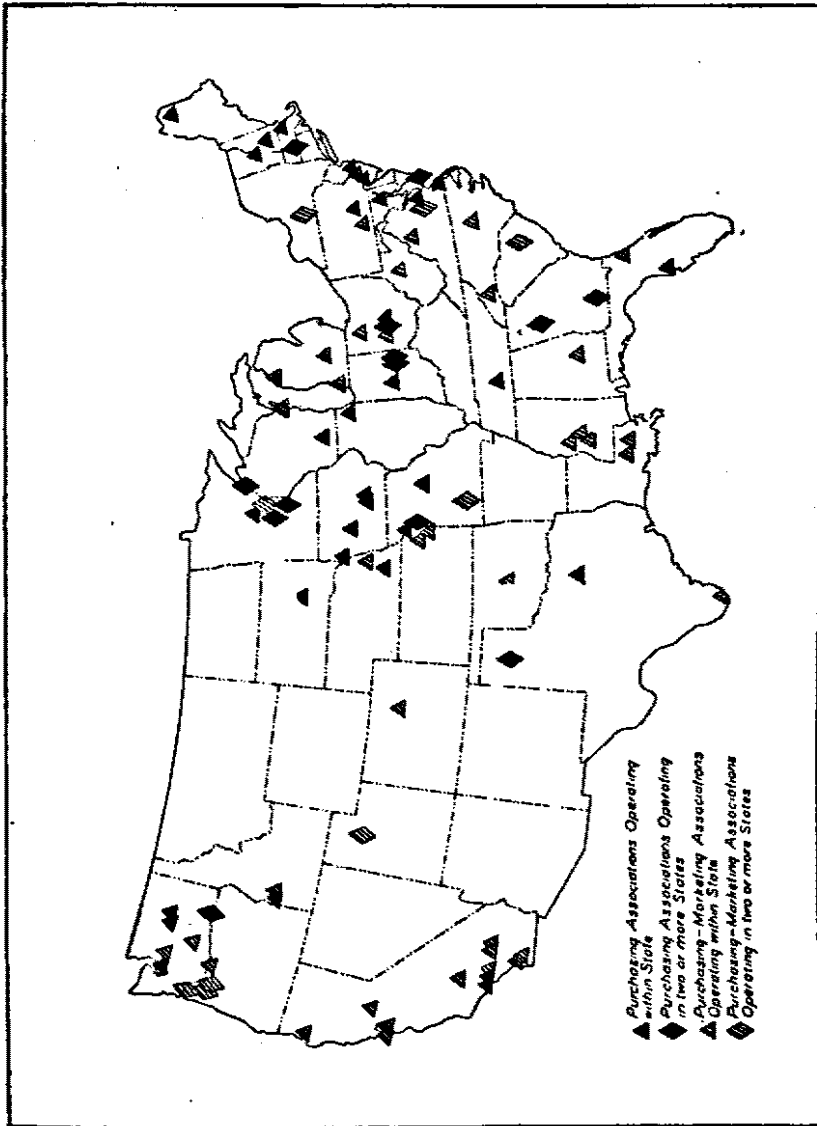 Purchasing Associations Operating
within State
Purchasing Associations Operating
in two or more States
Purchasing-Marketing Associations
Operating within State
Purchasing-Marketing Associations
Operating in two or more States